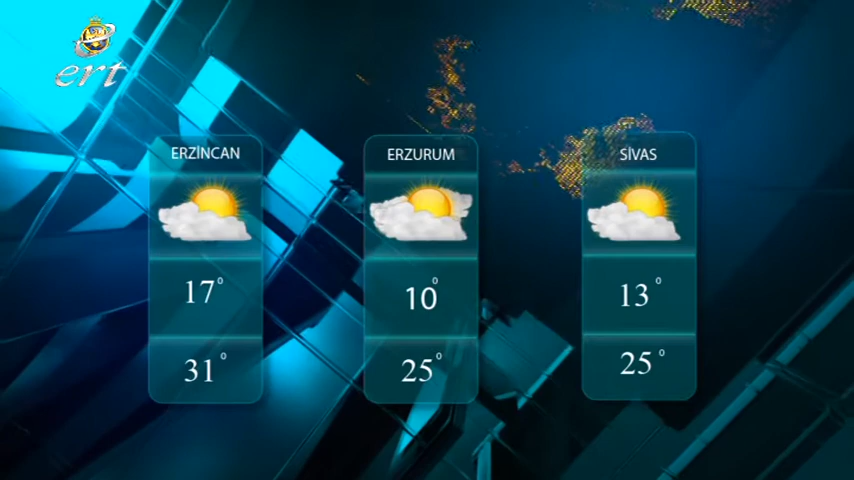 ert
ERZİNCAN
17°
31°
ERZURUM
10°
25°
SİVAS
13°
25°